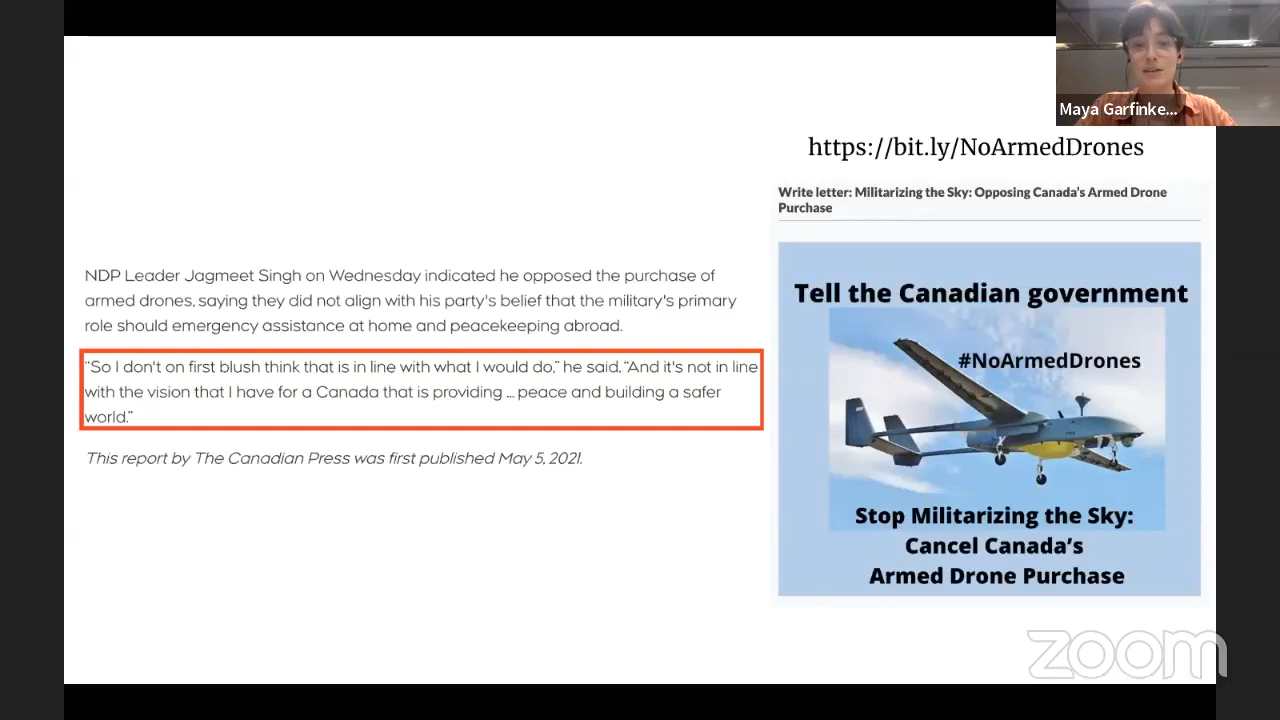 Maya Garfinke...
https://bit.ly/NoArmedDrones
Write letter: Militarizing the Sky: Opposing Canada's Armed Drone
Purchase
NDP Leader Jagmeet Singh on Wednesday indicated he opposed the purchase of
armed drones, saying they did not align with his party's belief that the military's primary
role should emergency assistance at home and peacekeeping abroad.
"So I don't on first blush think that is in line with what I would do," he said. "And it's not in line
with the vision that I have for a Canada that is providing ... peace and building a safer
world."
This report by The Canadian Press was first published May 5, 2021.
Tell the Canadian government
#NoArmedDrones
Stop Militarizing the Sky:
Cancel Canada's
Armed Drone Purchase
zoom